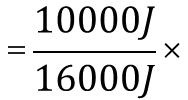 = 10000J / 16000J ×